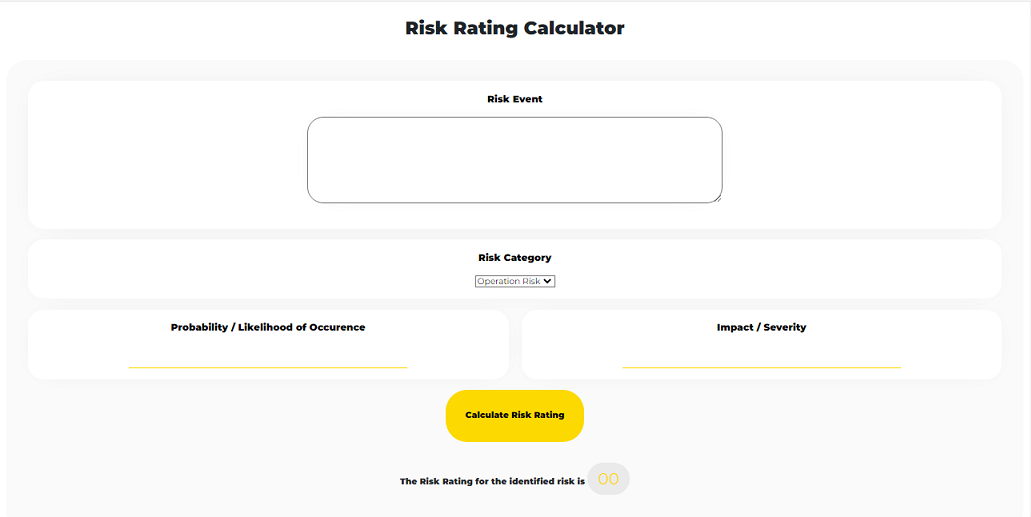 Risk Rating Calculator
Risk Event
Risk Category
Operation Risk
Probability / Likelihood of Occurence
Impact / Severity
Calculate Risk Rating
The Risk Rating for the identified risk is 00